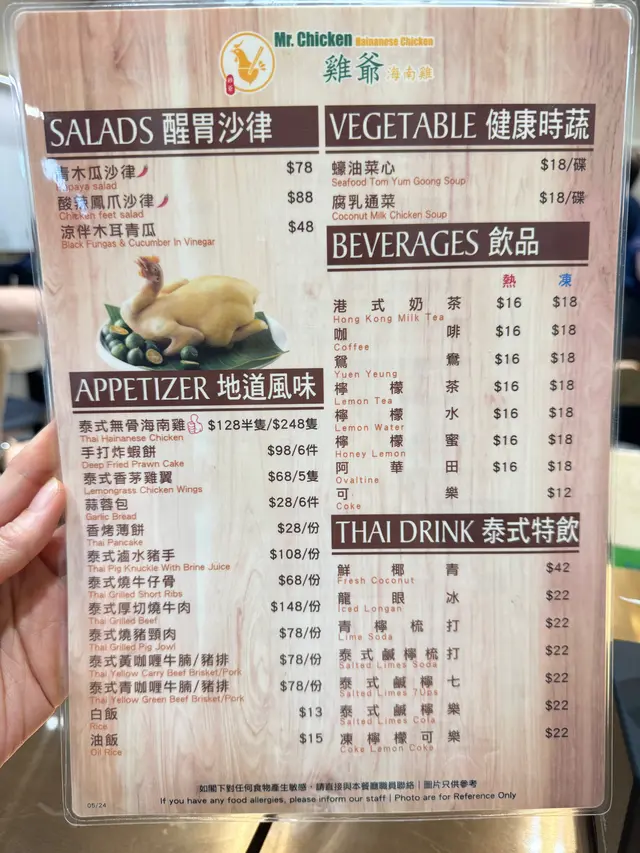 Mr. Chicken Hainanese Chicken
雞爺 海南雞
SALADS 醒胃沙律
青木瓜沙律 $78
Papaya salad
酸辣鳳爪沙律 $88
Chicken feet salad
涼伴木耳青瓜 $48
Black Fungas & Cucumber In Vinegar
APPETIZER 地道風味
泰式無骨海南雞 $128半隻/$248隻
Thai Hainanese Chicken
手打炸蝦餅 $98/6件
Deep Fried Prawn Cake
泰式香茅雞翼 $68/5隻
Lemongrass Chicken Wings
蒜蓉包 $28/6件
Garlic Bread
香烤薄餅 $28/份
Thai Pancake
泰式滷水豬手 $108/份
Thai Pig Knuckle With Brine Juice
泰式燒牛仔骨 $68/份
Thai Grilled Short Ribs
泰式厚切燒牛肉 $148/份
Thai Grilled Beef
泰式燒豬頸肉 $78/份
Thai Grilled Pig Jowl
泰式黃咖喱牛腩/豬排 $78/份
Thai Yellow Carry Beef Brisket/Pork
泰式青咖喱牛腩/豬排 $78/份
Thai Yellow Green Beef Brisket/Pork
白飯 $13
Rice
油飯 $15
Oil Rice
VEGETABLE 健康時蔬
蠔油菜心 $18/碟
Seafood Tom Yum Goong Soup
腐乳通菜 $18/碟
Coconut Milk Chicken Soup
BEVERAGES 飲品
熱 凍
港式奶茶 $16 $18
Hong Kong Milk Tea
咖啡 $16 $18
Coffee
鴛鴦 $16 $18
Yuen Yeung
檸檬茶 $16 $18
Lemon Tea
檸檬水 $16 $18
Lemon Water
檸檬蜜 $16 $18
Honey Lemon
阿華田 $16 $18
Ovaltine
可樂 $12
Coke
THAI DRINK 泰式特飲
鮮椰青 $42
Fresh Coconut
龍眼冰 $22
Iced Longan
青檸梳打 $22
Lime Soda
泰式鹹檸梳打 $22
Salted Limes Soda
泰式鹹檸七 $22
Salted Limes 7Ups
泰式鹹檸樂 $22
Salted Limes Cola
凍檸檬可樂 $22
Coke Lemon Coke
如閣下對任何食物產生敏感，請直接與本餐廳職員聯絡｜圖片只供參考
05/24 If you have any food allergies, please inform our staff | Photo are for Reference Only